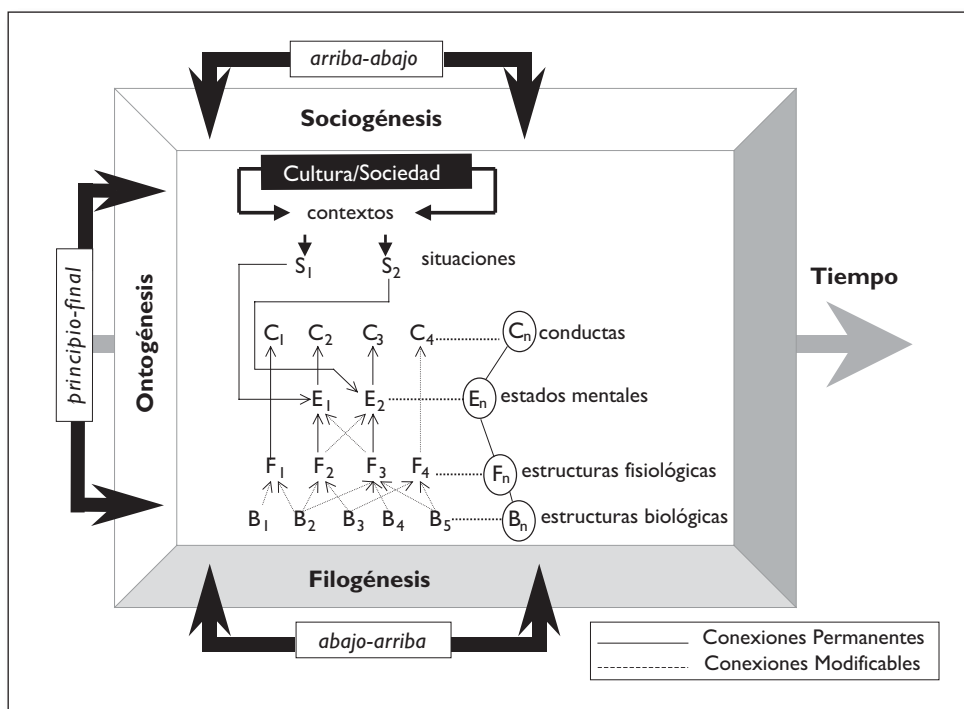 arriba-abajo
Sociogénesis
Cultura/Sociedad
contextos
S1 S2 situaciones
Tiempo
principio-final
Ontogénesis
C1 C2 C3 C4 Cn conductas
E1 E2 En estados mentales
F1 F2 F3 F4 Fn estructuras fisiológicas
B1 B2 B3 B4 B5 Bn estructuras biológicas
Filogénesis
abajo-arriba
Conexiones Permanentes
Conexiones Modificables